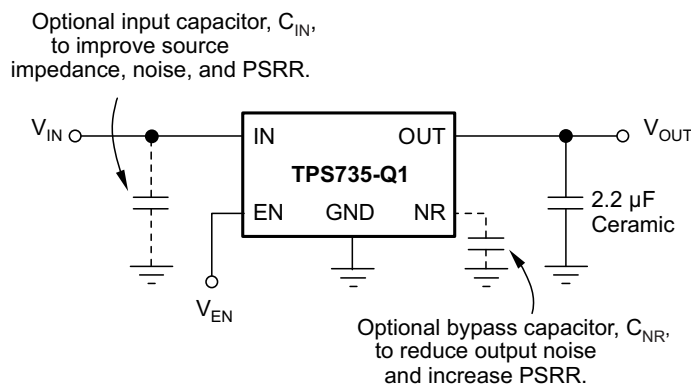 Optional input capacitor, C_IN,
to improve source
impedance, noise, and PSRR.
V_IN
IN
OUT
V_OUT
TPS735-Q1
EN
GND
NR
2.2 µF
Ceramic
V_EN
Optional bypass capacitor, C_NR,
to reduce output noise
and increase PSRR.